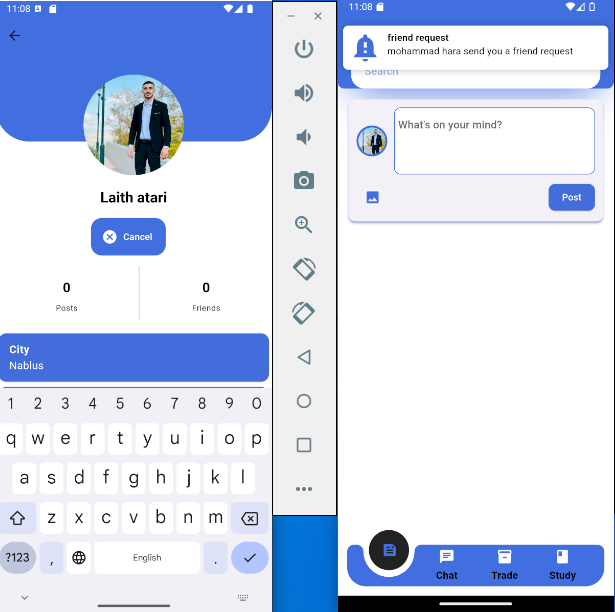 11:08
Laith atari
Cancel
0
Posts
0
Friends
City
Nablus
1 2 3 4 5 6 7 8 9 0
q w e r t y u i o p
a s d f g h j k l
z x c v b n m
?123 , English .
11:08
friend request
mohammad hara send you a friend request
Search
What's on your mind?
Post
Chat Trade Study